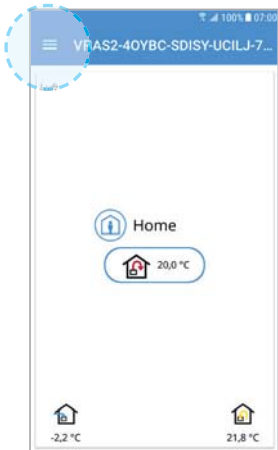 100% 07:00
VRAS2-4OYBC-SDISY-UCILJ-7...
Home
20,0 °C
-2,2 °C
21,8 °C